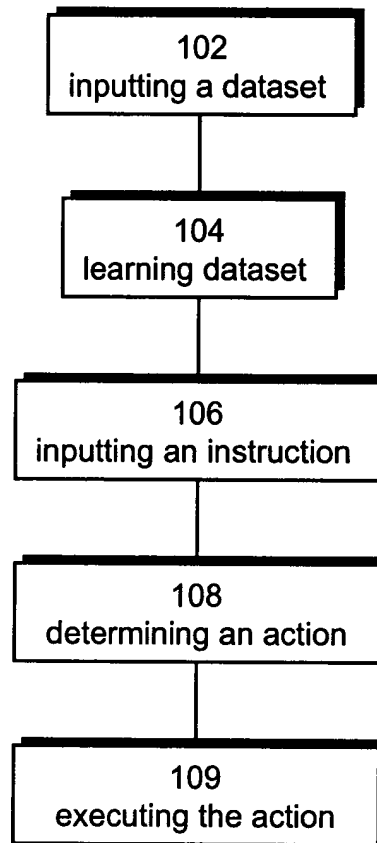 102
inputting a dataset
104
learning dataset
106
inputting an instruction
108
determining an action
109
executing the action